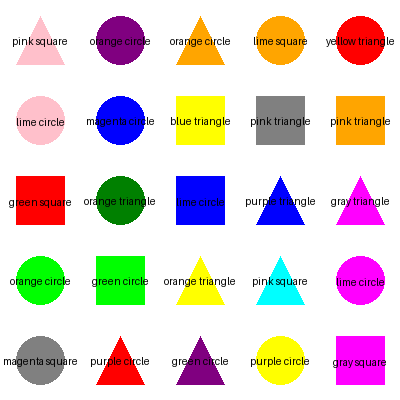 pink square orange circle orange circle lime square yellow triangle
lime circle magenta circle blue triangle pink triangle pink triangle
green square orange triangle lime circle purple triangle gray triangle
orange circle green circle orange triangle pink square lime circle
magenta square purple circle green circle purple circle gray square